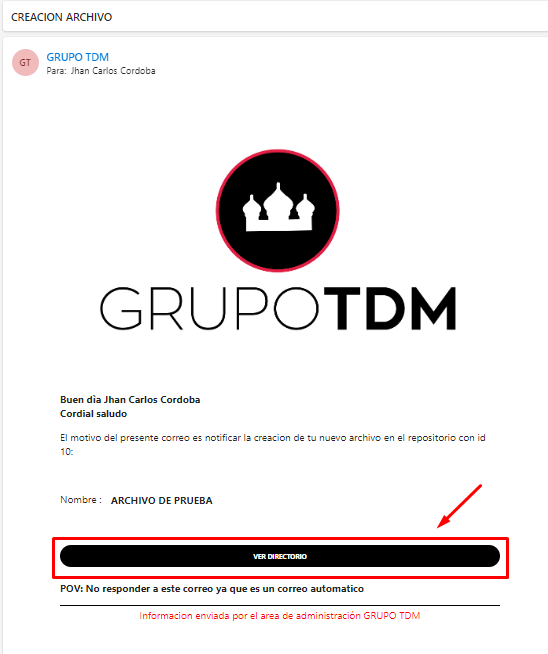 CREACION ARCHIVO
GT
GRUPO TDM
Para: Jhan Carlos Cordoba
GRUPOTDM
Buen dìa Jhan Carlos Cordoba
Cordial saludo
El motivo del presente correo es notificar la creacion de tu nuevo archivo en el repositorio con id
10:
Nombre : ARCHIVO DE PRUEBA
VER DIRECTORIO
POV: No responder a este correo ya que es un correo automatico
Informacion enviada por el area de administración GRUPO TDM